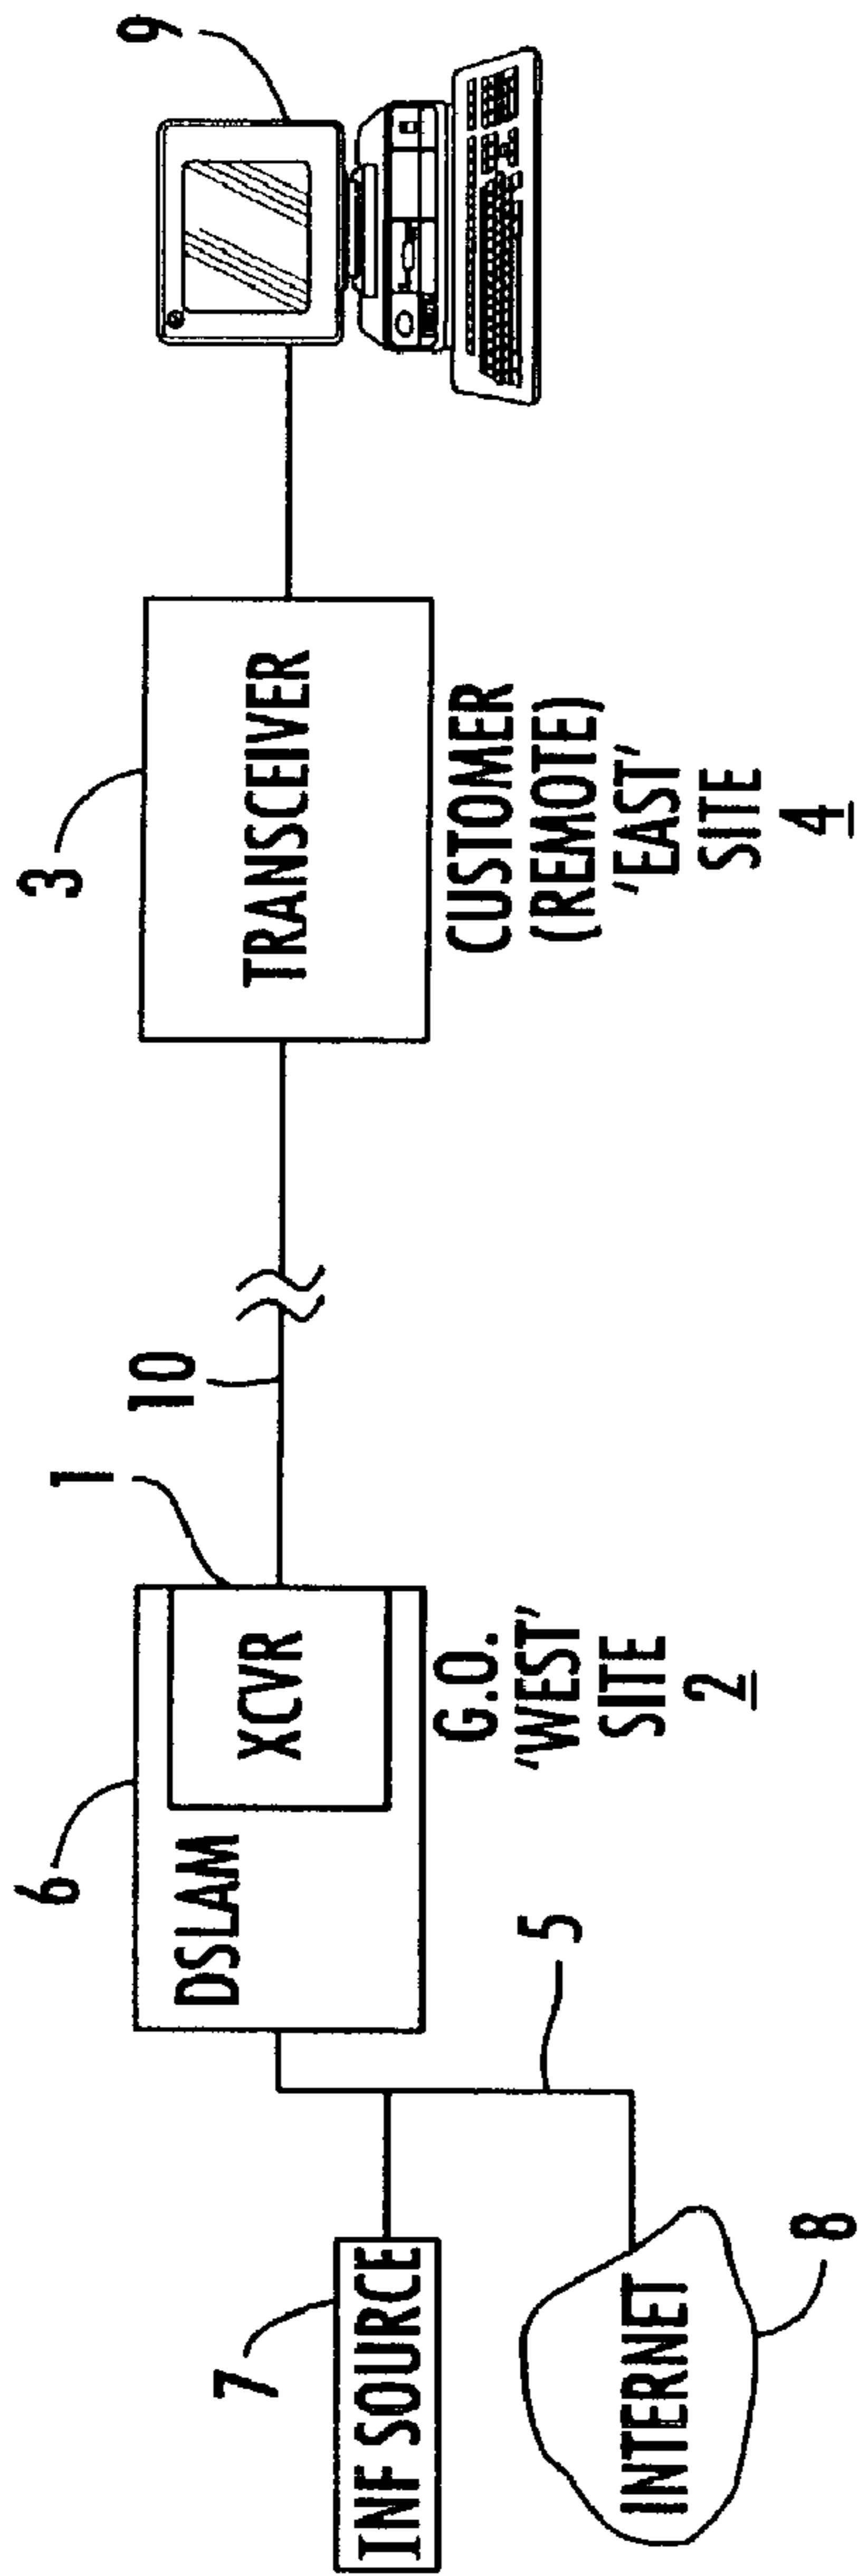 6
1
10
3
9
DSLAM
XCVR
TRANSCEIVER
7
INF SOURCE
5
G.O.
'WEST'
SITE
2
CUSTOMER
(REMOTE)
'EAST'
SITE
4
INTERNET
8